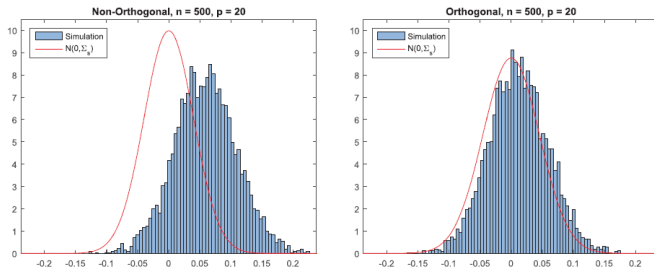 Non-Orthogonal, n = 500, p = 20
Simulation
N(0,Σs)
10
9
8
7
6
5
4
3
2
1
0
-0.2 -0.15 -0.1 -0.05 0 0.05 0.1 0.15 0.2
Orthogonal, n = 500, p = 20
Simulation
N(0,Σs)
10
9
8
7
6
5
4
3
2
1
0
-0.2 -0.15 -0.1 -0.05 0 0.05 0.1 0.15 0.2